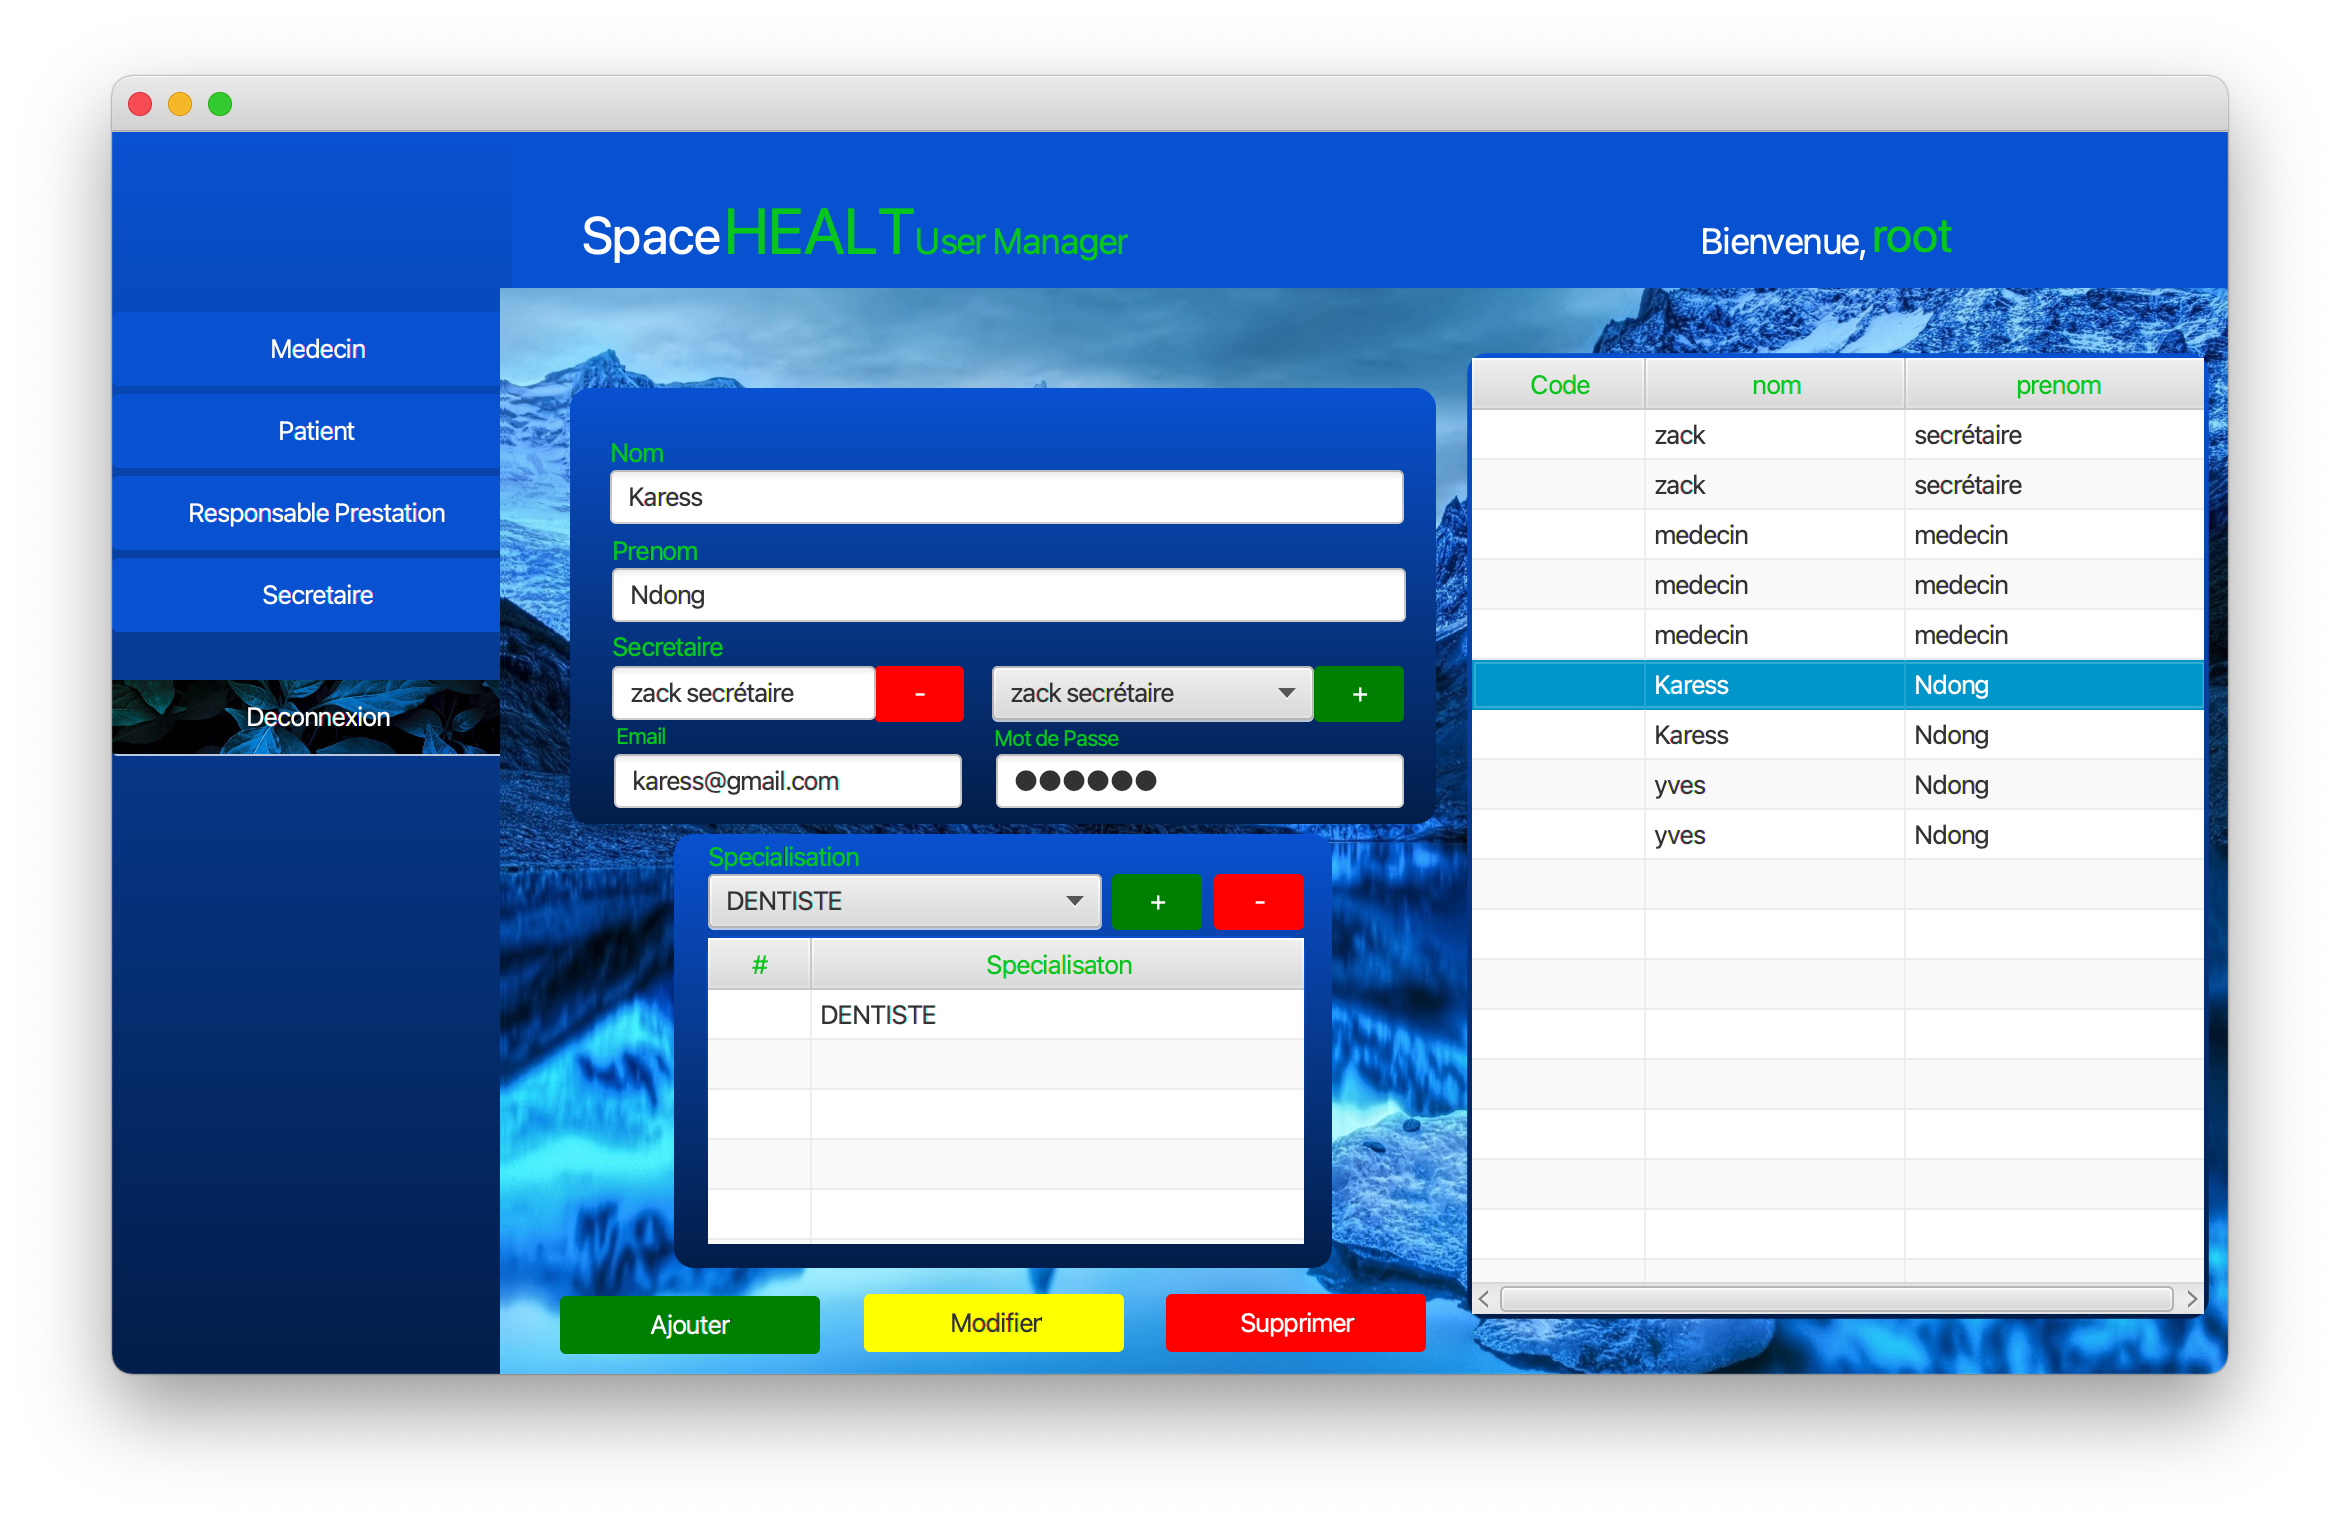 SpaceHEALT User Manager
Bienvenue, root
Medecin
Patient
Responsable Prestation
Secretaire
Deconnexion
Nom
Karess
Prenom
Ndong
Secretaire
zack secrétaire
-
zack secrétaire
+
Email
Mot de Passe
karess@gmail.com
●●●●●●
Specialisation
DENTISTE
+
-
# Specialisaton
DENTISTE
Ajouter
Modifier
Supprimer
Code nom prenom
zack secrétaire
zack secrétaire
medecin medecin
medecin medecin
medecin medecin
Karess Ndong
Karess Ndong
yves Ndong
yves Ndong